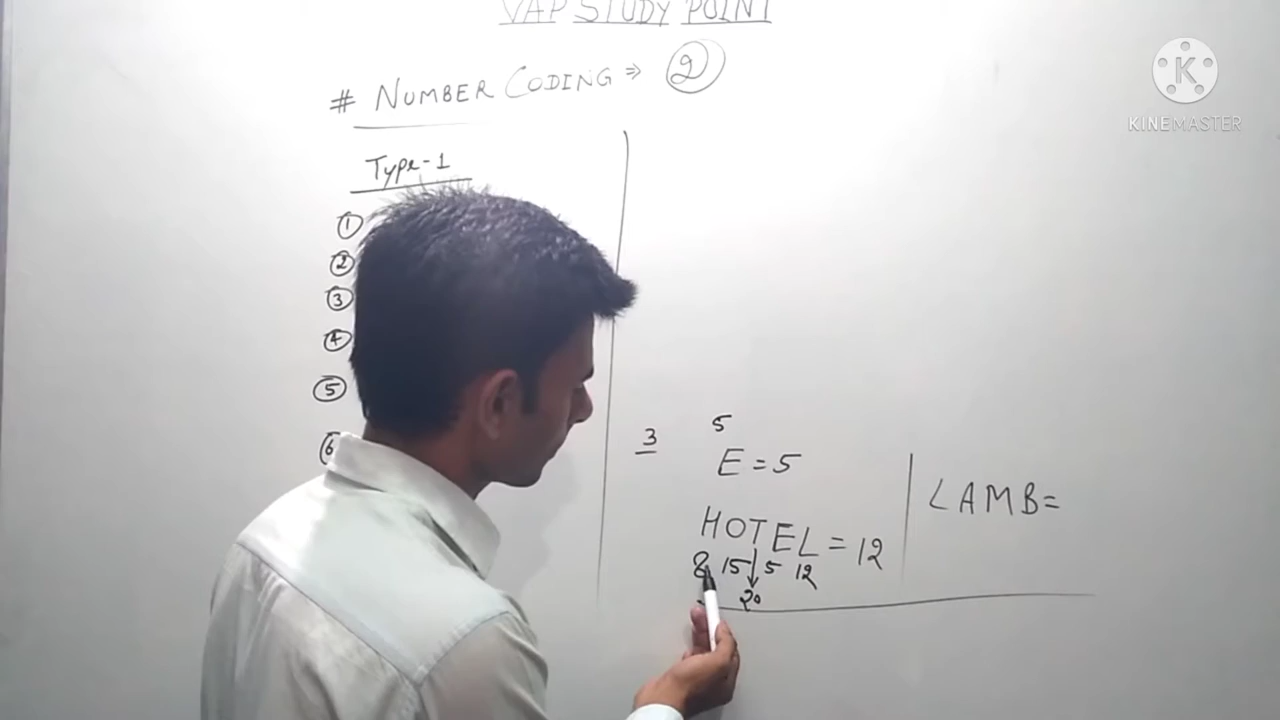 VAP STUDY POINT
# NUMBER CODING ⇒ 2
Type-1
1
2
3
4
5
6
3
5
E = 5
HOTEL = 12
8 15 5 12
20
LAMB =
K
KINEMASTER